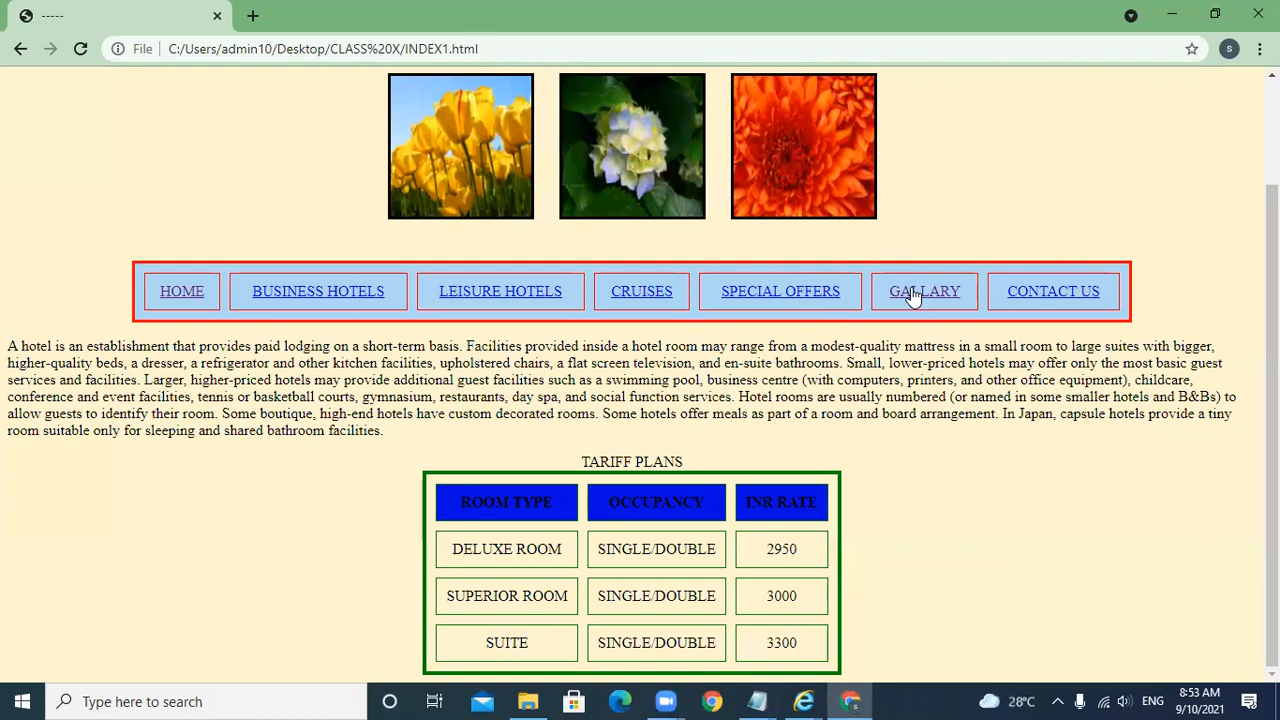 -----
File
C:/Users/admin10/Desktop/CLASS%20X/INDEX1.html
S
HOME BUSINESS HOTELS LEISURE HOTELS CRUISES SPECIAL OFFERS GALLARY CONTACT US
A hotel is an establishment that provides paid lodging on a short-term basis. Facilities provided inside a hotel room may range from a modest-quality mattress in a small room to large suites with bigger,
higher-quality beds, a dresser, a refrigerator and other kitchen facilities, upholstered chairs, a flat screen television, and en-suite bathrooms. Small, lower-priced hotels may offer only the most basic guest
services and facilities. Larger, higher-priced hotels may provide additional guest facilities such as a swimming pool, business centre (with computers, printers, and other office equipment), childcare,
conference and event facilities, tennis or basketball courts, gymnasium, restaurants, day spa, and social function services. Hotel rooms are usually numbered (or named in some smaller hotels and B&Bs) to
allow guests to identify their room. Some boutique, high-end hotels have custom decorated rooms. Some hotels offer meals as part of a room and board arrangement. In Japan, capsule hotels provide a tiny
room suitable only for sleeping and shared bathroom facilities.
TARIFF PLANS
ROOM TYPE OCCUPANCY INR RATE
DELUXE ROOM SINGLE/DOUBLE 2950
SUPERIOR ROOM SINGLE/DOUBLE 3000
SUITE SINGLE/DOUBLE 3300
Type here to search
28°C
ENG
8:53 AM
9/10/2021